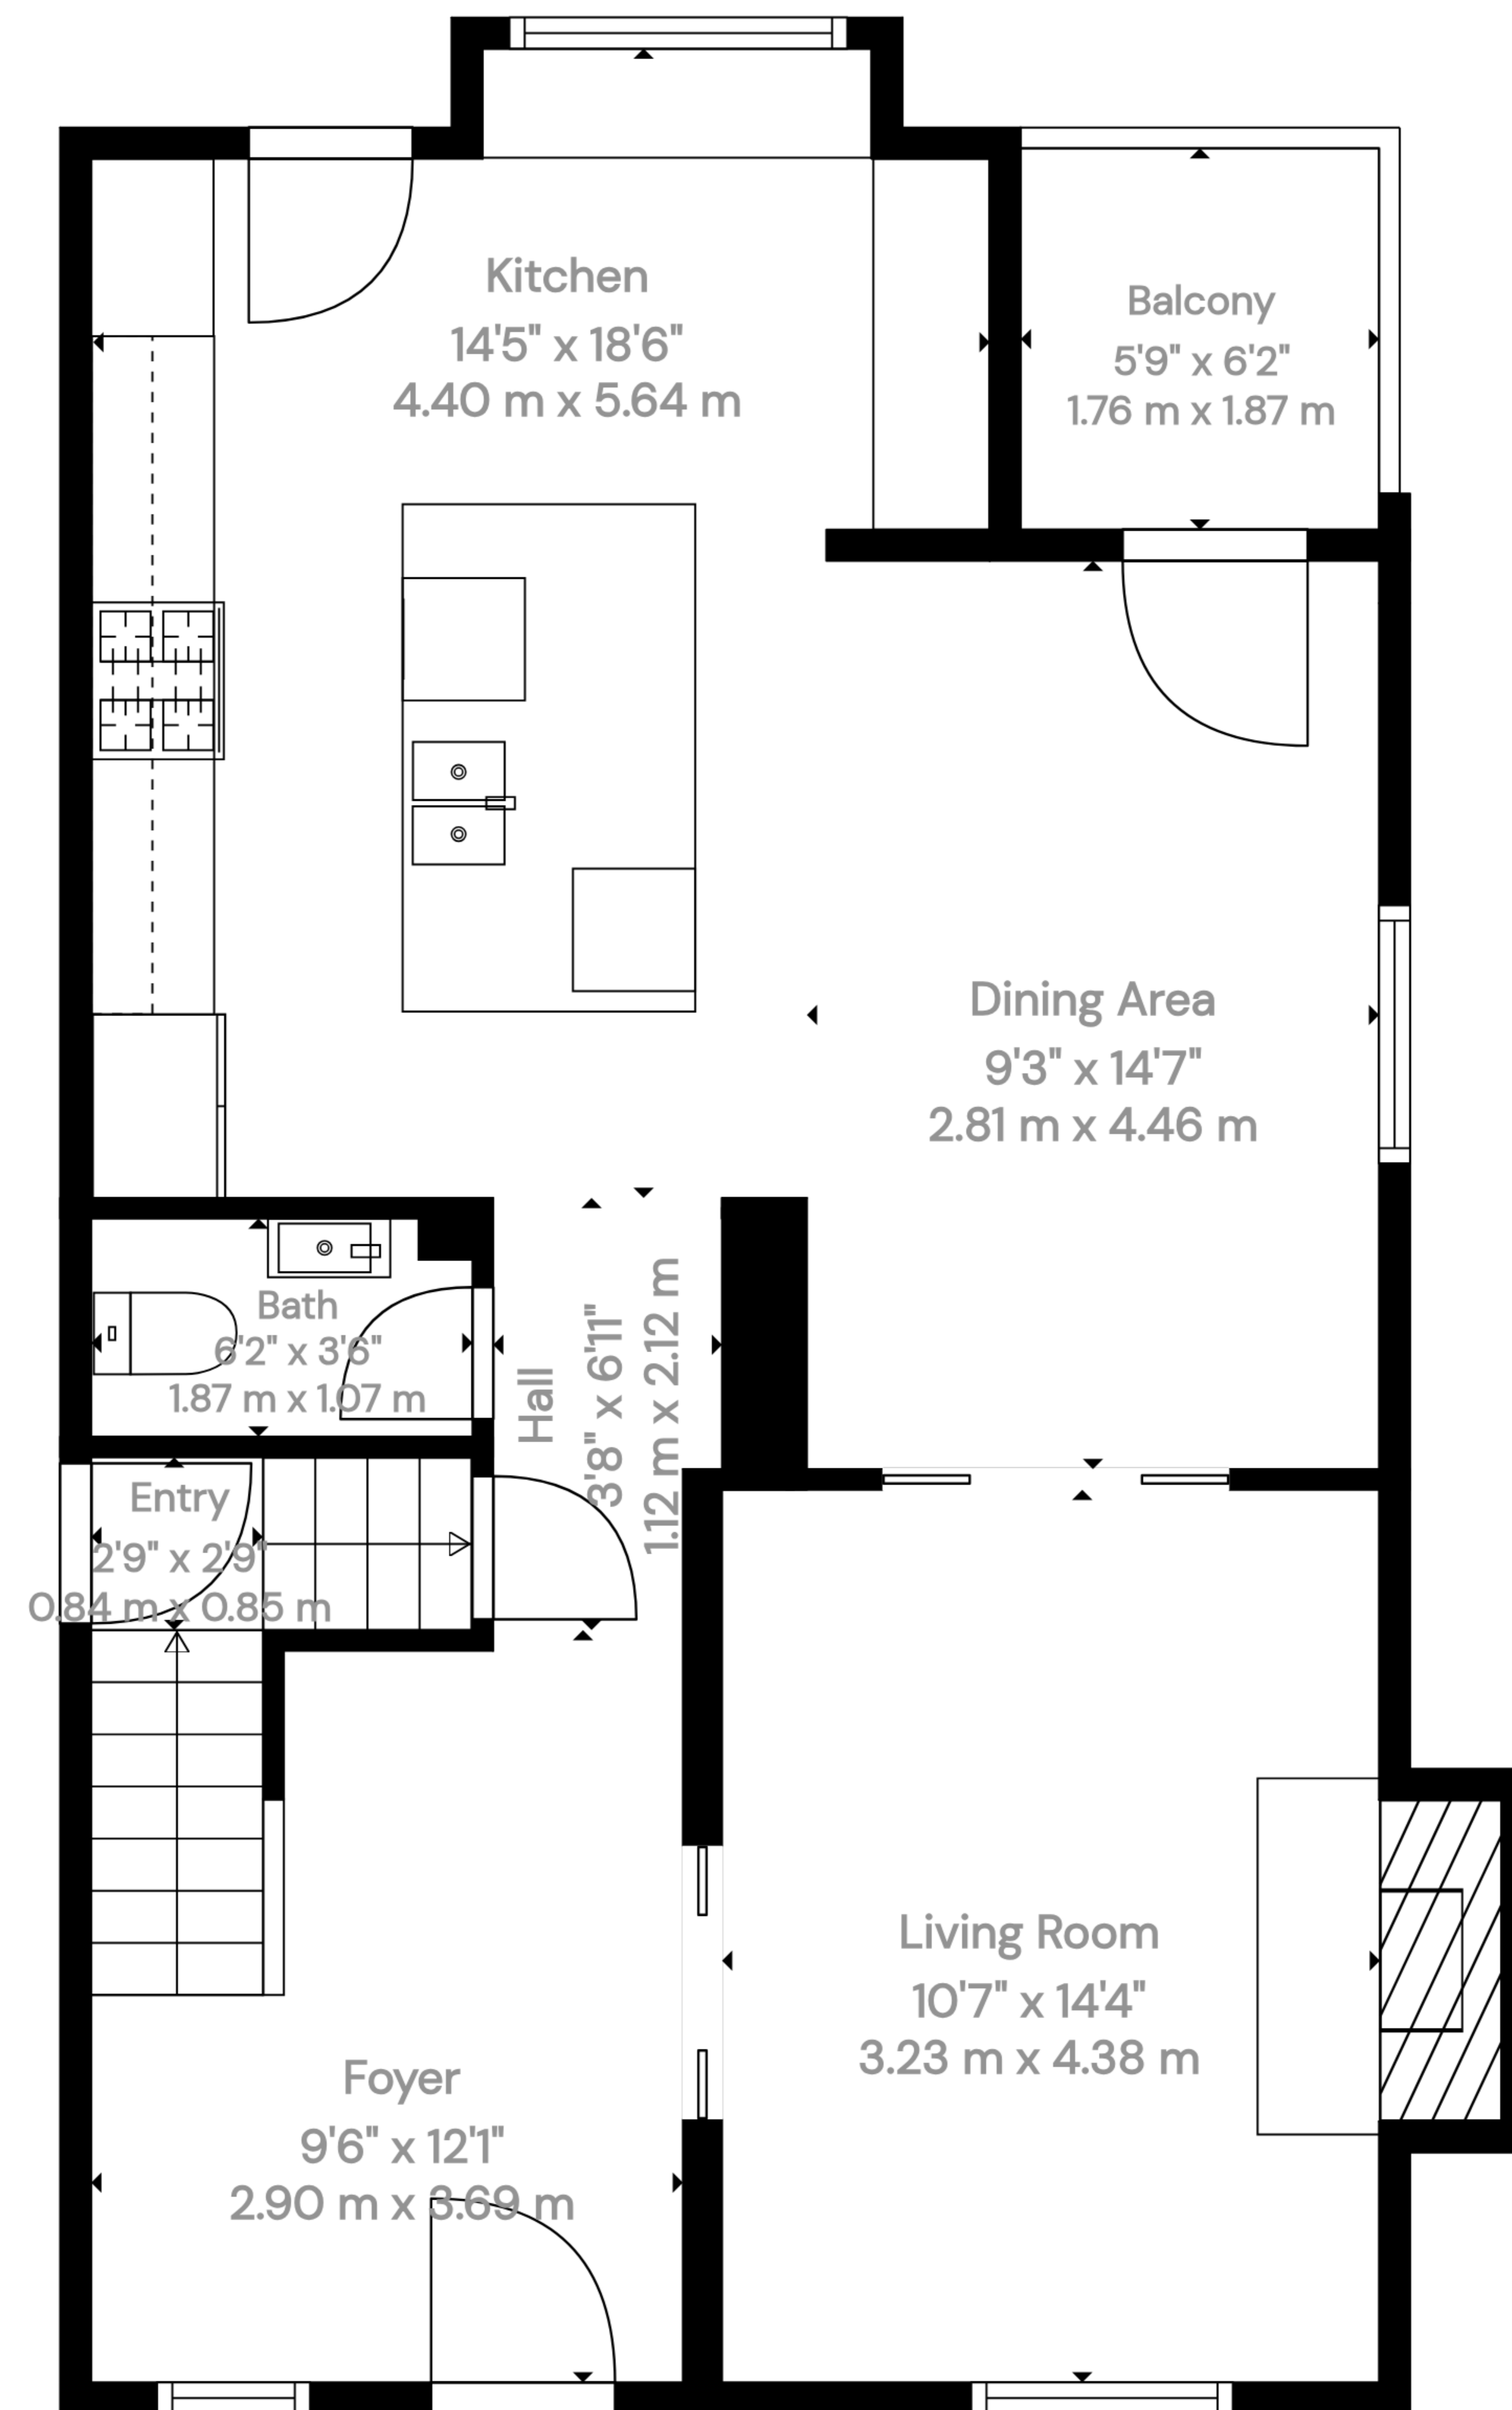 Kitchen
14'5" x 18'6"
4.40 m x 5.64 m
Balcony
5'9" x 6'2"
1.76 m x 1.87 m
Dining Area
9'3" x 14'7"
2.81 m x 4.46 m
Bath
6'2" x 3'6"
1.87 m x 1.07 m
Hall
3'8" x 6'11"
1.12 m x 2.12 m
Entry
2'9" x 2'9"
0.84 m x 0.85 m
Living Room
10'7" x 14'4"
3.23 m x 4.38 m
Foyer
9'6" x 12'1"
2.90 m x 3.69 m